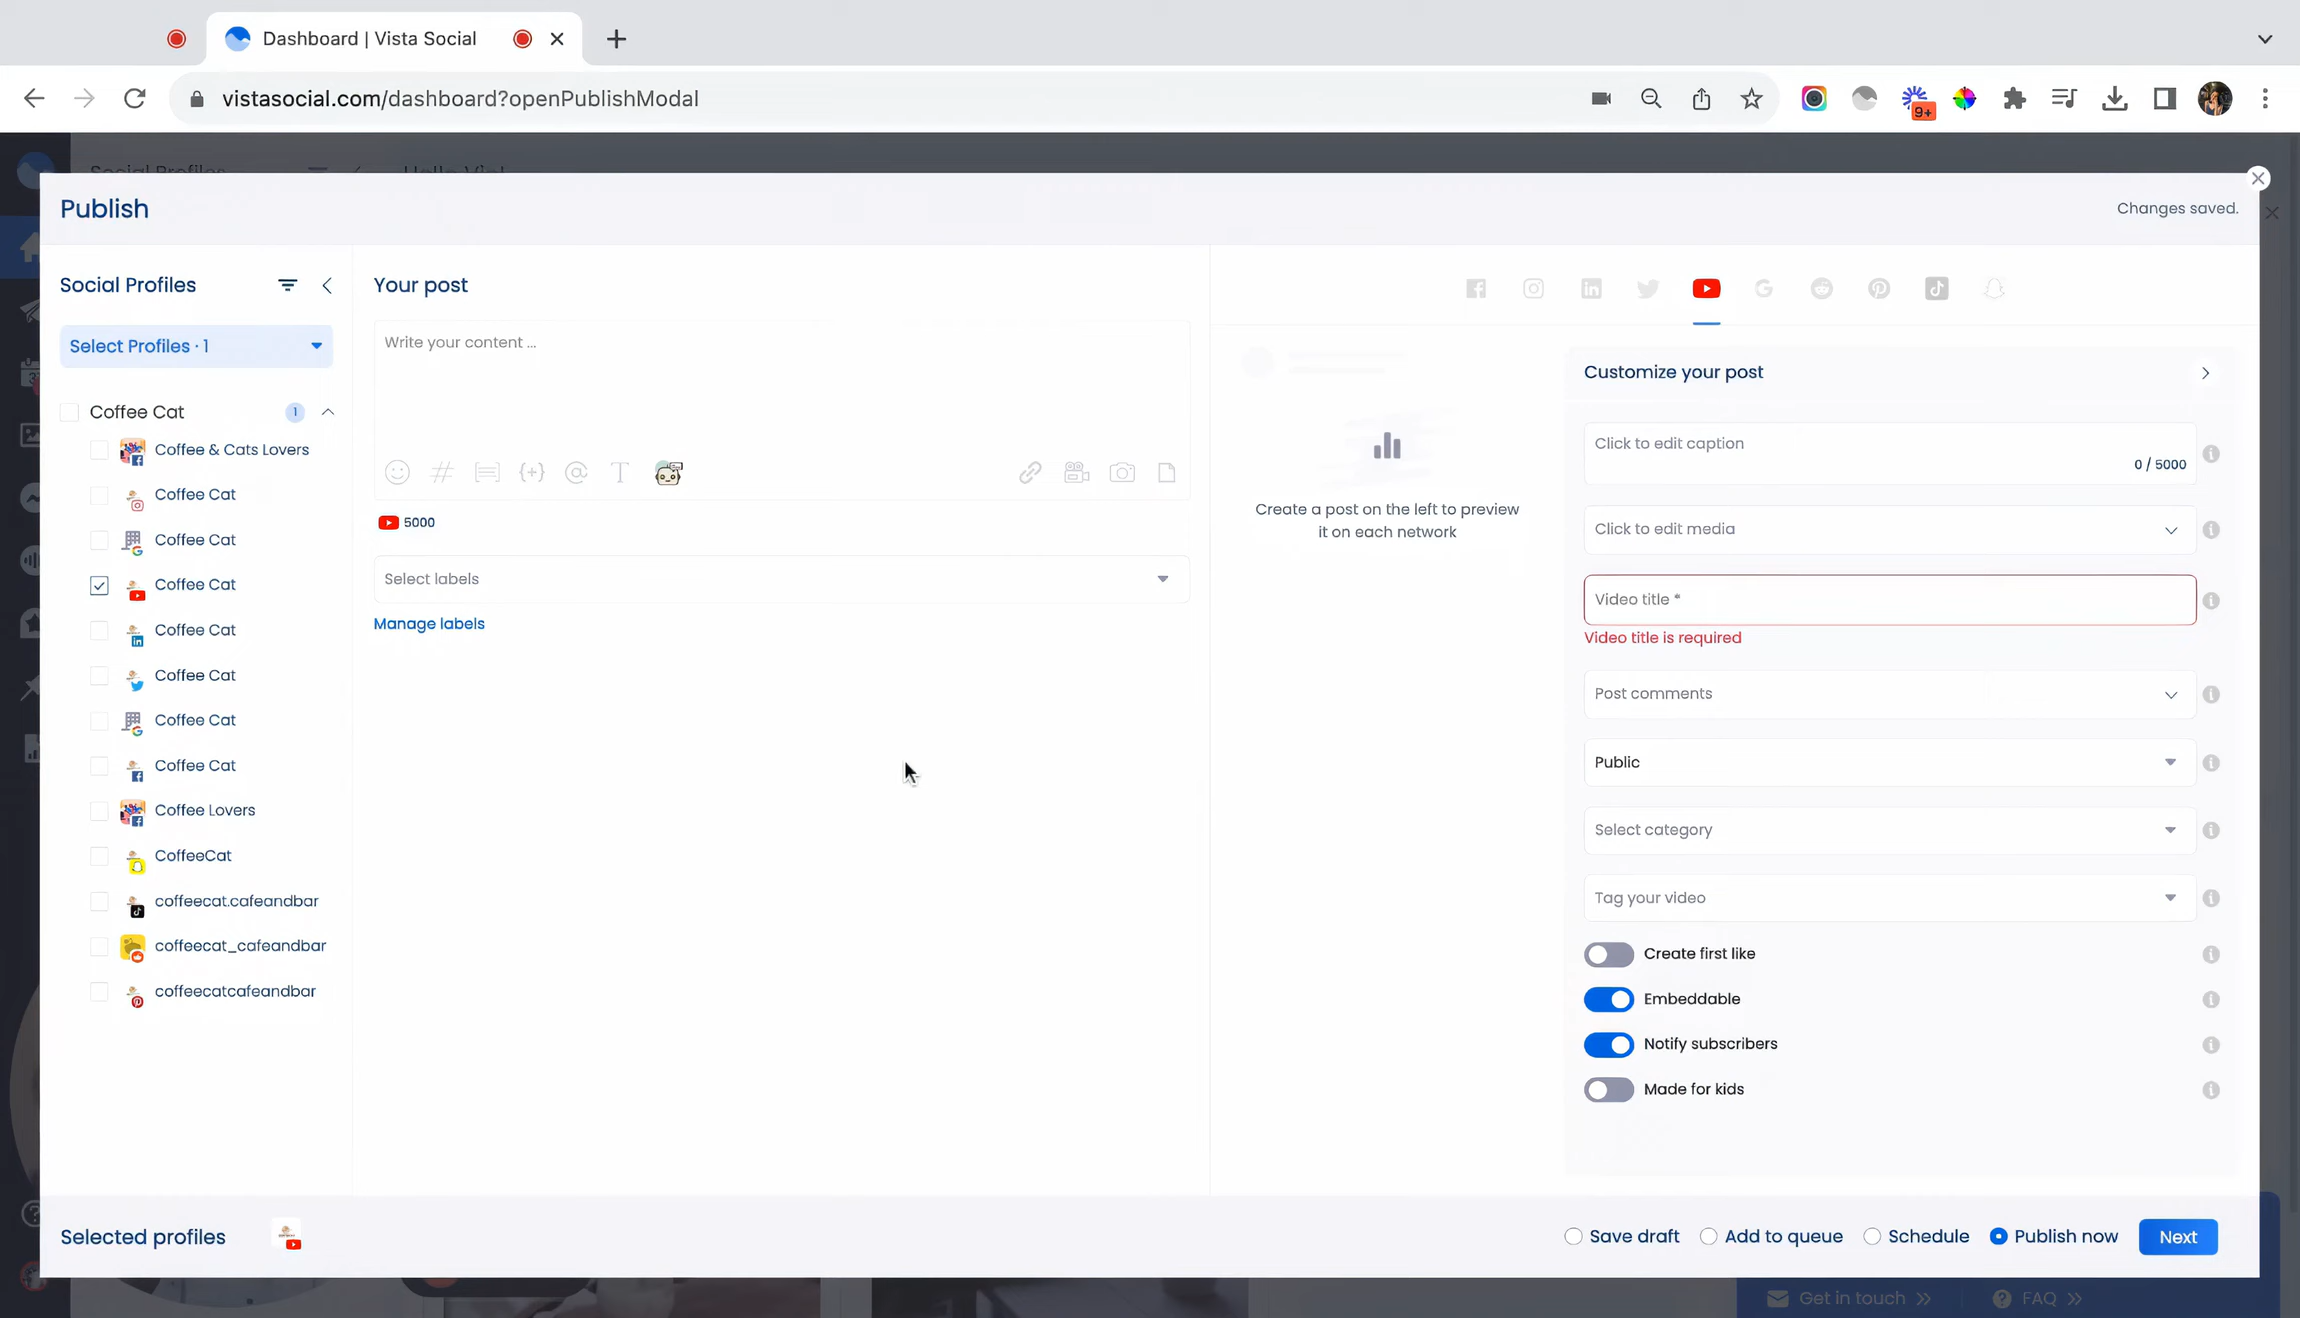 Dashboard | Vista Social
vistasocial.com/dashboard?openPublishModal
9+
Publish
Changes saved.
Social Profiles
Select Profiles · 1
Coffee Cat
1
Coffee & Cats Lovers
Coffee Cat
Coffee Cat
Coffee Cat
Coffee Cat
Coffee Cat
Coffee Cat
Coffee Cat
Coffee Lovers
CoffeeCat
coffeecat.cafeandbar
coffeecat_cafeandbar
coffeecatcafeandbar
Your post
Write your content ...
5000
Select labels
Manage labels
Create a post on the left to preview
it on each network
Customize your post
Click to edit caption
0 / 5000
Click to edit media
Video title *
Video title is required
Post comments
Public
Select category
Tag your video
Create first like
Embeddable
Notify subscribers
Made for kids
Selected profiles
Save draft
Add to queue
Schedule
Publish now
Next
Get in touch
FAQ